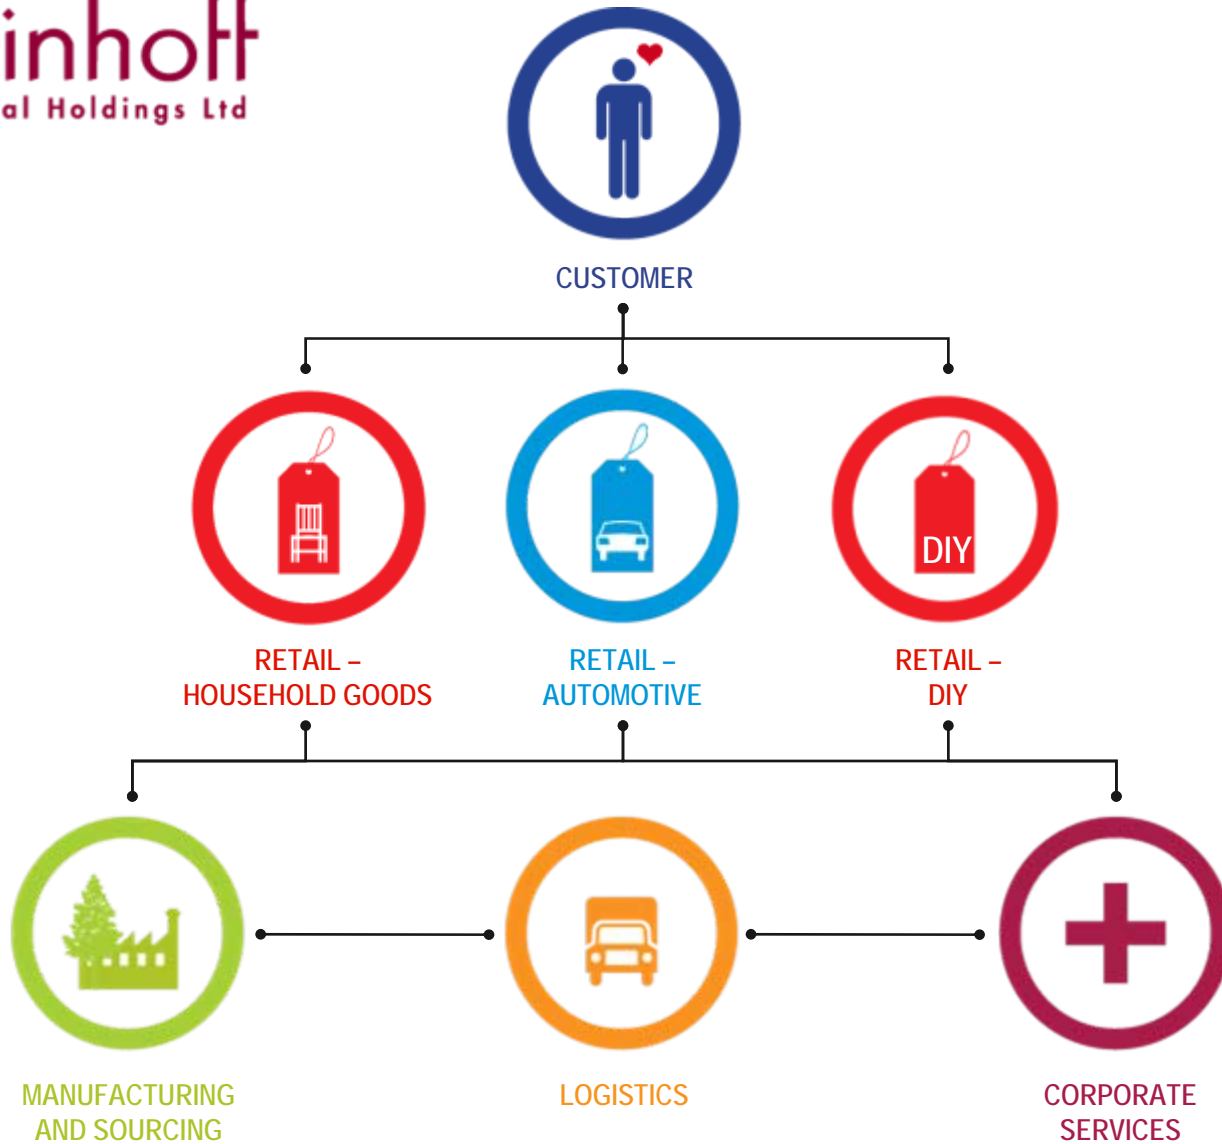 inhoff
al Holdings Ltd
CUSTOMER
DIY
RETAIL –
HOUSEHOLD GOODS
RETAIL –
AUTOMOTIVE
RETAIL –
DIY
MANUFACTURING
AND SOURCING
LOGISTICS
CORPORATE
SERVICES